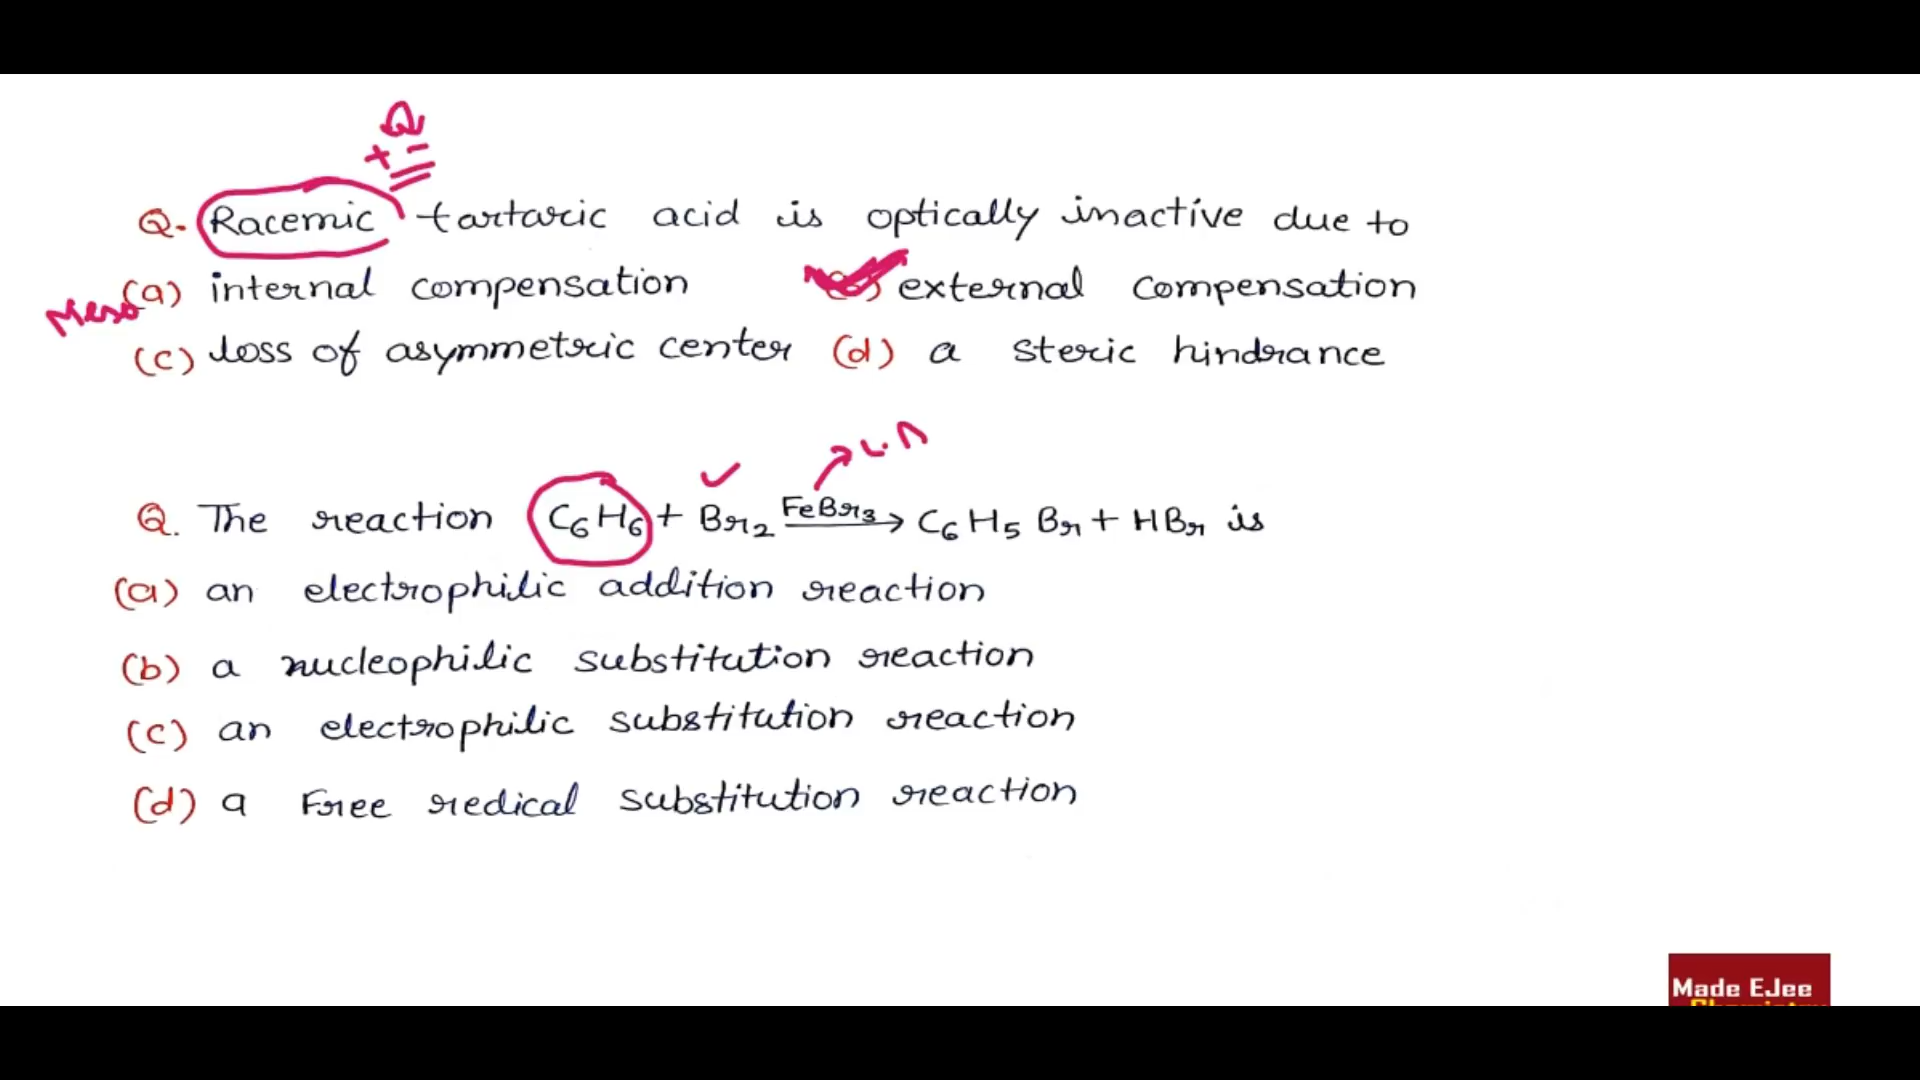 + -
Q. Racemic tartaric acid is optically inactive due to
Meso (a) internal compensation (b) external compensation
(c) loss of asymmetric center (d) a steric hindrance
L.A
Q. The reaction C6H6 + Br2 FeBr3→ C6H5 Br + HBr is
(a) an electrophilic addition reaction
(b) a nucleophilic substitution reaction
(c) an electrophilic substitution reaction
(d) a Free redical substitution reaction
Made EJee
Chemistry